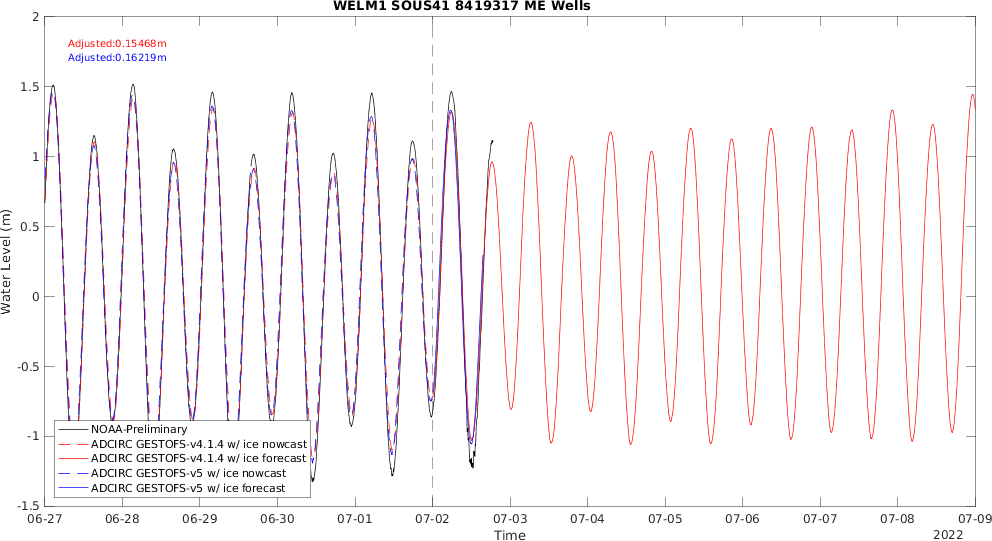 WELM1 SOUS41 8419317 ME Wells
Adjusted:0.15468m
Adjusted:0.16219m
2
1.5
1
0.5
0
-0.5
-1
-1.5
Water Level (m)
NOAA-Preliminary
ADCIRC GESTOFS-v4.1.4 w/ ice nowcast
ADCIRC GESTOFS-v4.1.4 w/ ice forecast
ADCIRC GESTOFS-v5 w/ ice nowcast
ADCIRC GESTOFS-v5 w/ ice forecast
06-27 06-28 06-29 06-30 07-01 07-02 07-03 07-04 07-05 07-06 07-07 07-08 07-09
Time
2022